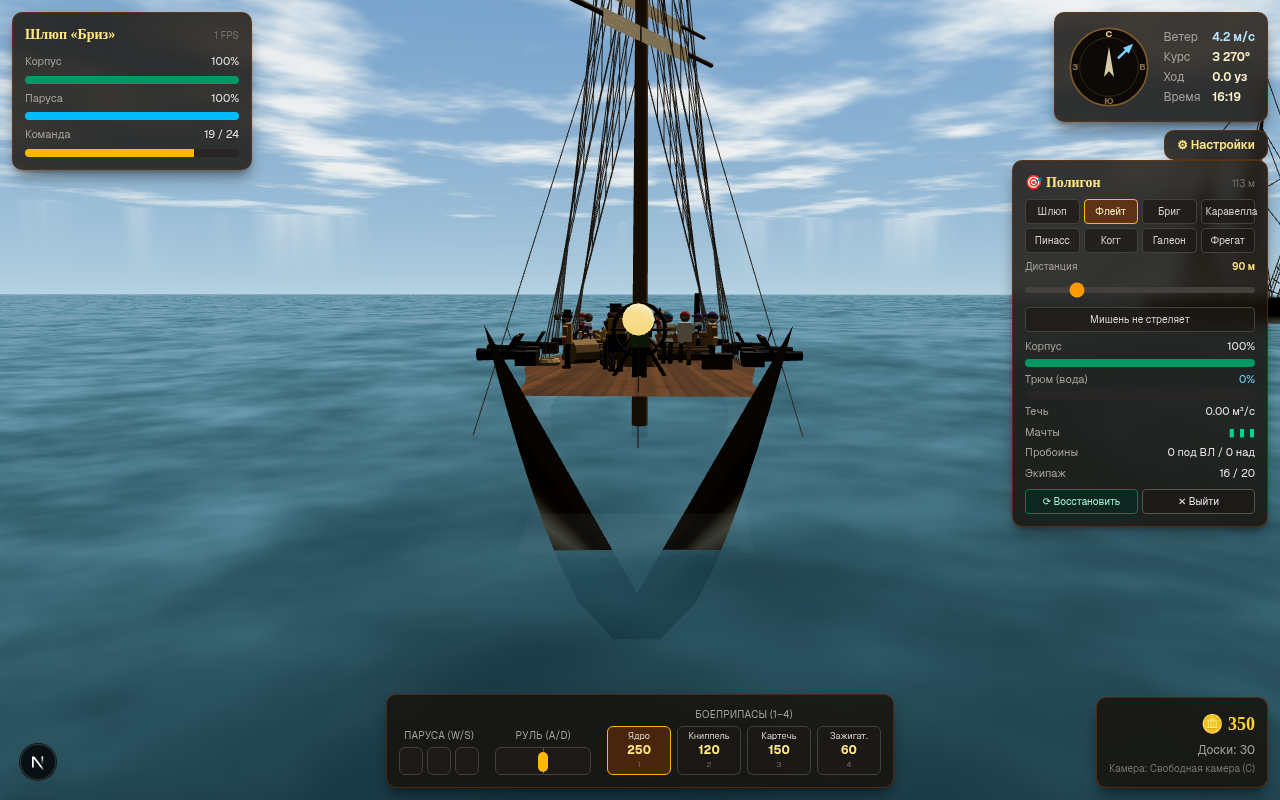 Шлюп «Бриз» 1 FPS
Корпус 100%
Паруса 100%
Команда 19 / 24
С
З В
Ю
Ветер 4.2 м/с
Курс З 270°
Ход 0.0 уз
Время 16:19
⚙ Настройки
🎯 Полигон 113 м
Шлюп Флейт Бриг Каравелла
Пинасс Когг Галеон Фрегат
Дистанция 90 м
Мишень не стреляет
Корпус 100%
Трюм (вода) 0%
Течь 0.00 м³/с
Мачты
Пробоины 0 под ВЛ / 0 над
Экипаж 16 / 20
⟳ Восстановить ✕ Выйти
БОЕПРИПАСЫ (1–4)
ПАРУСА (W/S) РУЛЬ (A/D)
Ядро Книппель Картечь Зажигат.
250 120 150 60
1 2 3 4
350
Доски: 30
Камера: Свободная камера (C)
N